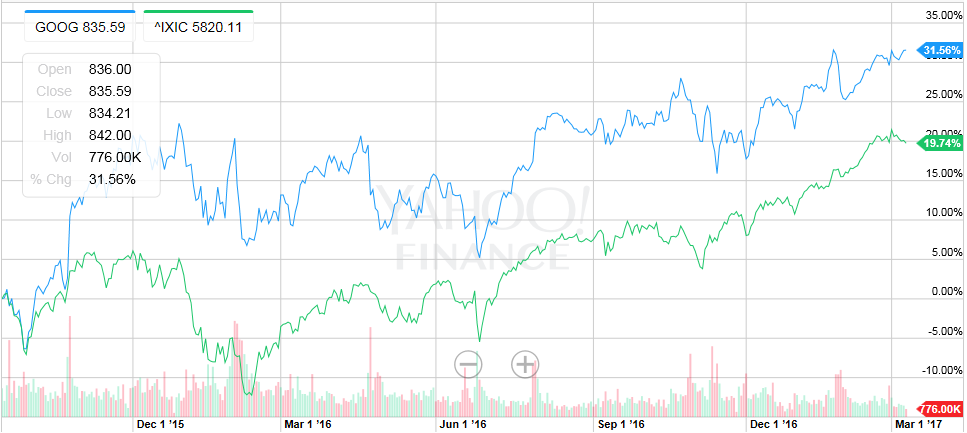 GOOG 835.59
^IXIC 5820.11
Open 836.00
Close 835.59
Low 834.21
High 842.00
Vol 776.00K
% Chg 31.56%
35.00%
31.56%
25.00%
20.00%
19.74%
15.00%
10.00%
5.00%
0.00%
-5.00%
-10.00%
776.00K
YAHOO!
FINANCE
Dec 1 '15
Mar 1 '16
Jun 1 '16
Sep 1 '16
Dec 1 '16
Mar 1 '17